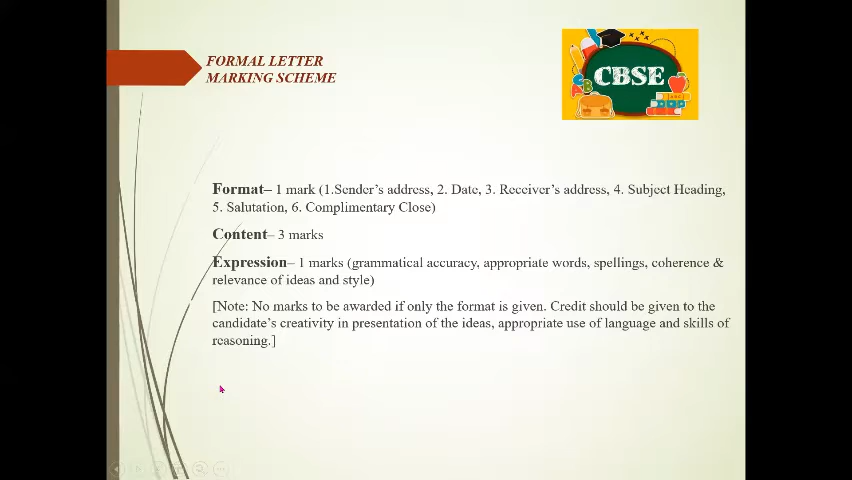 FORMAL LETTER
MARKING SCHEME
CBSE
Format– 1 mark (1.Sender's address, 2. Date, 3. Receiver's address, 4. Subject Heading,
5. Salutation, 6. Complimentary Close)
Content– 3 marks
Expression– 1 marks (grammatical accuracy, appropriate words, spellings, coherence &
relevance of ideas and style)
[Note: No marks to be awarded if only the format is given. Credit should be given to the
candidate's creativity in presentation of the ideas, appropriate use of language and skills of
reasoning.]